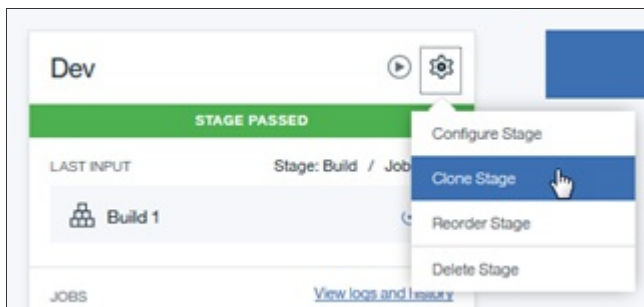 Dev
STAGE PASSED
Configure Stage
LAST INPUT Stage: Build / Job
Clone Stage
Build 1
Reorder Stage
Delete Stage
JOBS View logs and history